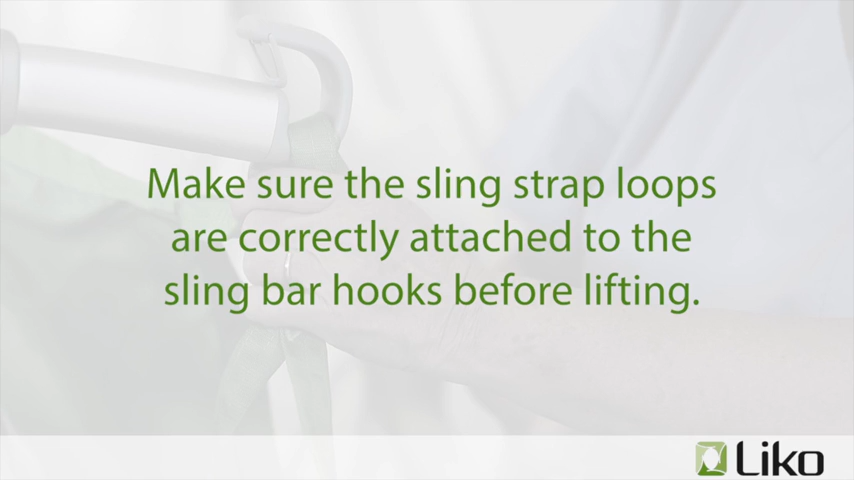 Make sure the sling strap loops
are correctly attached to the
sling bar hooks before lifting.
Liko